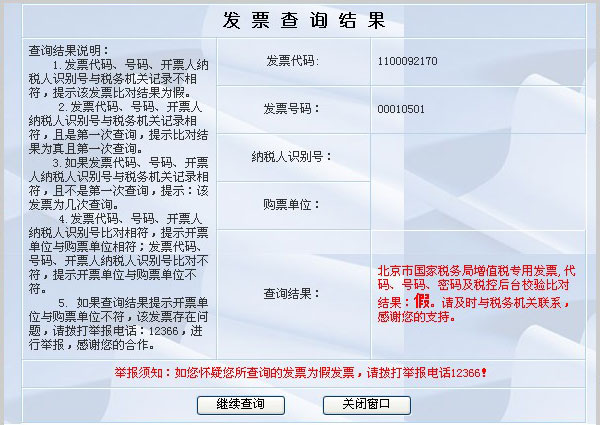 发票查询结果
查询结果说明：
1.发票代码、号码、开票人纳
税人识别号与税务机关记录不相
符，提示该发票比对结果为假。
2.发票代码、号码、开票人
纳税人识别号与税务机关记录相
符，且是第一次查询，提示比对结
果为真且第一次查询。
3.如果发票代码、号码、开票
人纳税人识别号与税务机关记录相
符，且不是第一次查询，提示：该
发票为几次查询。
4.发票代码、号码、开票人
纳税人识别号比对相符，提示开票
单位与购票单位相符；发票代码、
号码、开票人纳税人识别号比对不
符，提示开票单位与购票单位不
符。
5. 如果查询结果提示开票单
位与购票单位不符，该发票存在问
题，请拨打举报电话：12366，进
行举报，感谢您的合作。
发票代码： 1100092170
发票号码： 00010501
纳税人识别号：
购票单位：
查询结果：
北京市国家税务局增值税专用发票,代
码、号码、密码及税控后台校验比对
结果：假。请及时与税务机关联系，
感谢您的支持。
举报须知：如您怀疑您所查询的发票为假发票，请拨打举报电话12366！
继续查询 关闭窗口